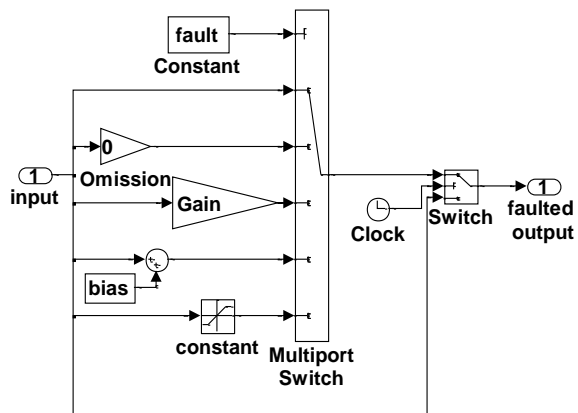 fault
Constant
0
Omission
1
input
Gain
bias
constant
Multiport
Switch
Clock
Switch
1
faulted
output